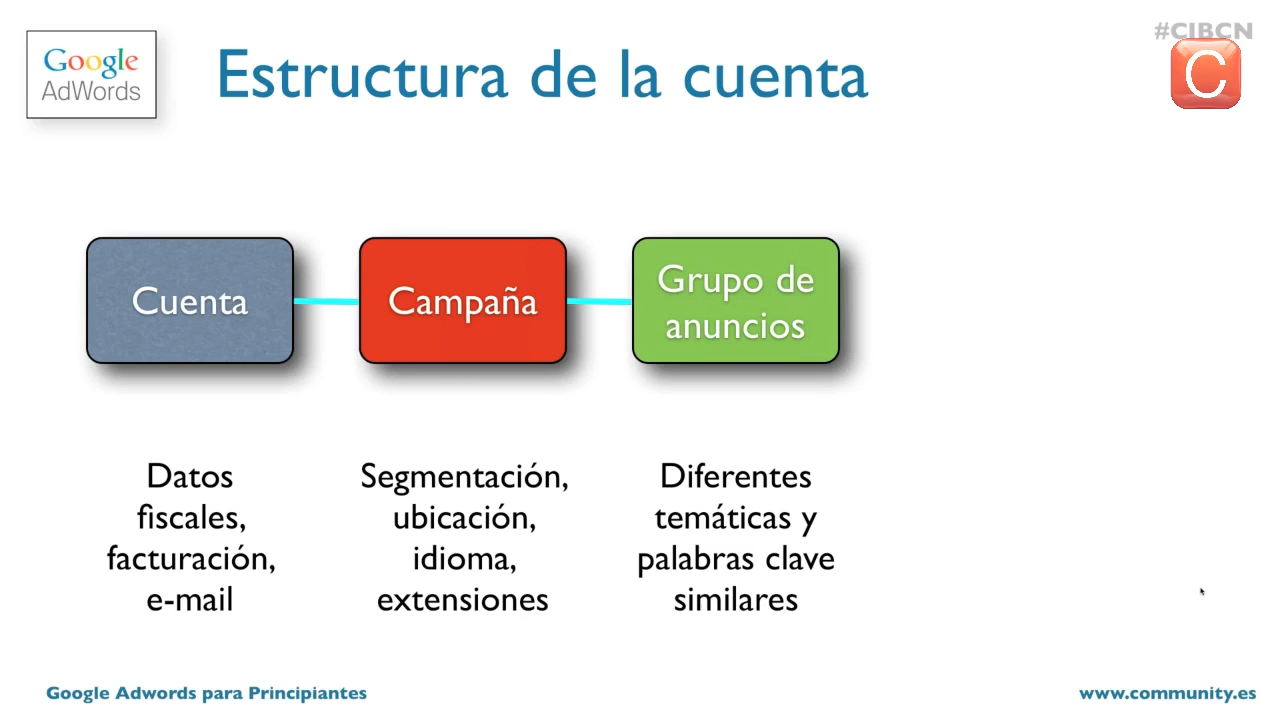 #CIBCN
Google
AdWords
Estructura de la cuenta
C
Cuenta
Campaña
Grupo de
anuncios
Datos
fiscales,
facturación,
e-mail
Segmentación,
ubicación,
idioma,
extensiones
Diferentes
temáticas y
palabras clave
similares
Google Adwords para Principiantes
www.community.es